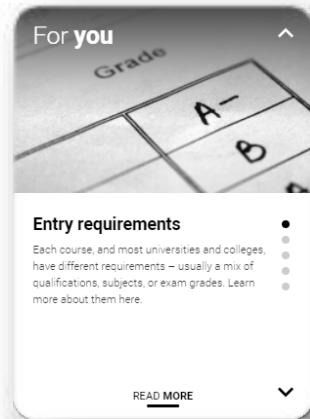 For you
Grade
A-
B
Entry requirements
Each course, and most universities and colleges,
have different requirements – usually a mix of
qualifications, subjects, or exam grades. Learn
more about them here.
READ MORE